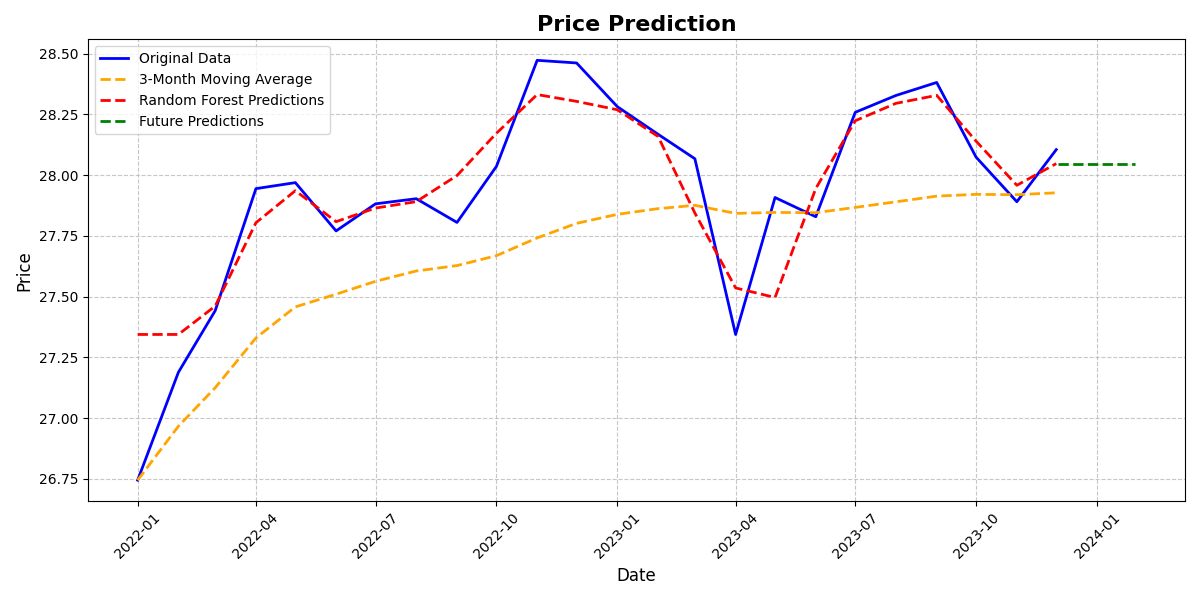 Price Prediction
Original Data
3-Month Moving Average
Random Forest Predictions
Future Predictions
Price
28.50
28.25
28.00
27.75
27.50
27.25
27.00
26.75
2022-01
2022-04
2022-07
2022-10
2023-01
2023-04
2023-07
2023-10
2024-01
Date